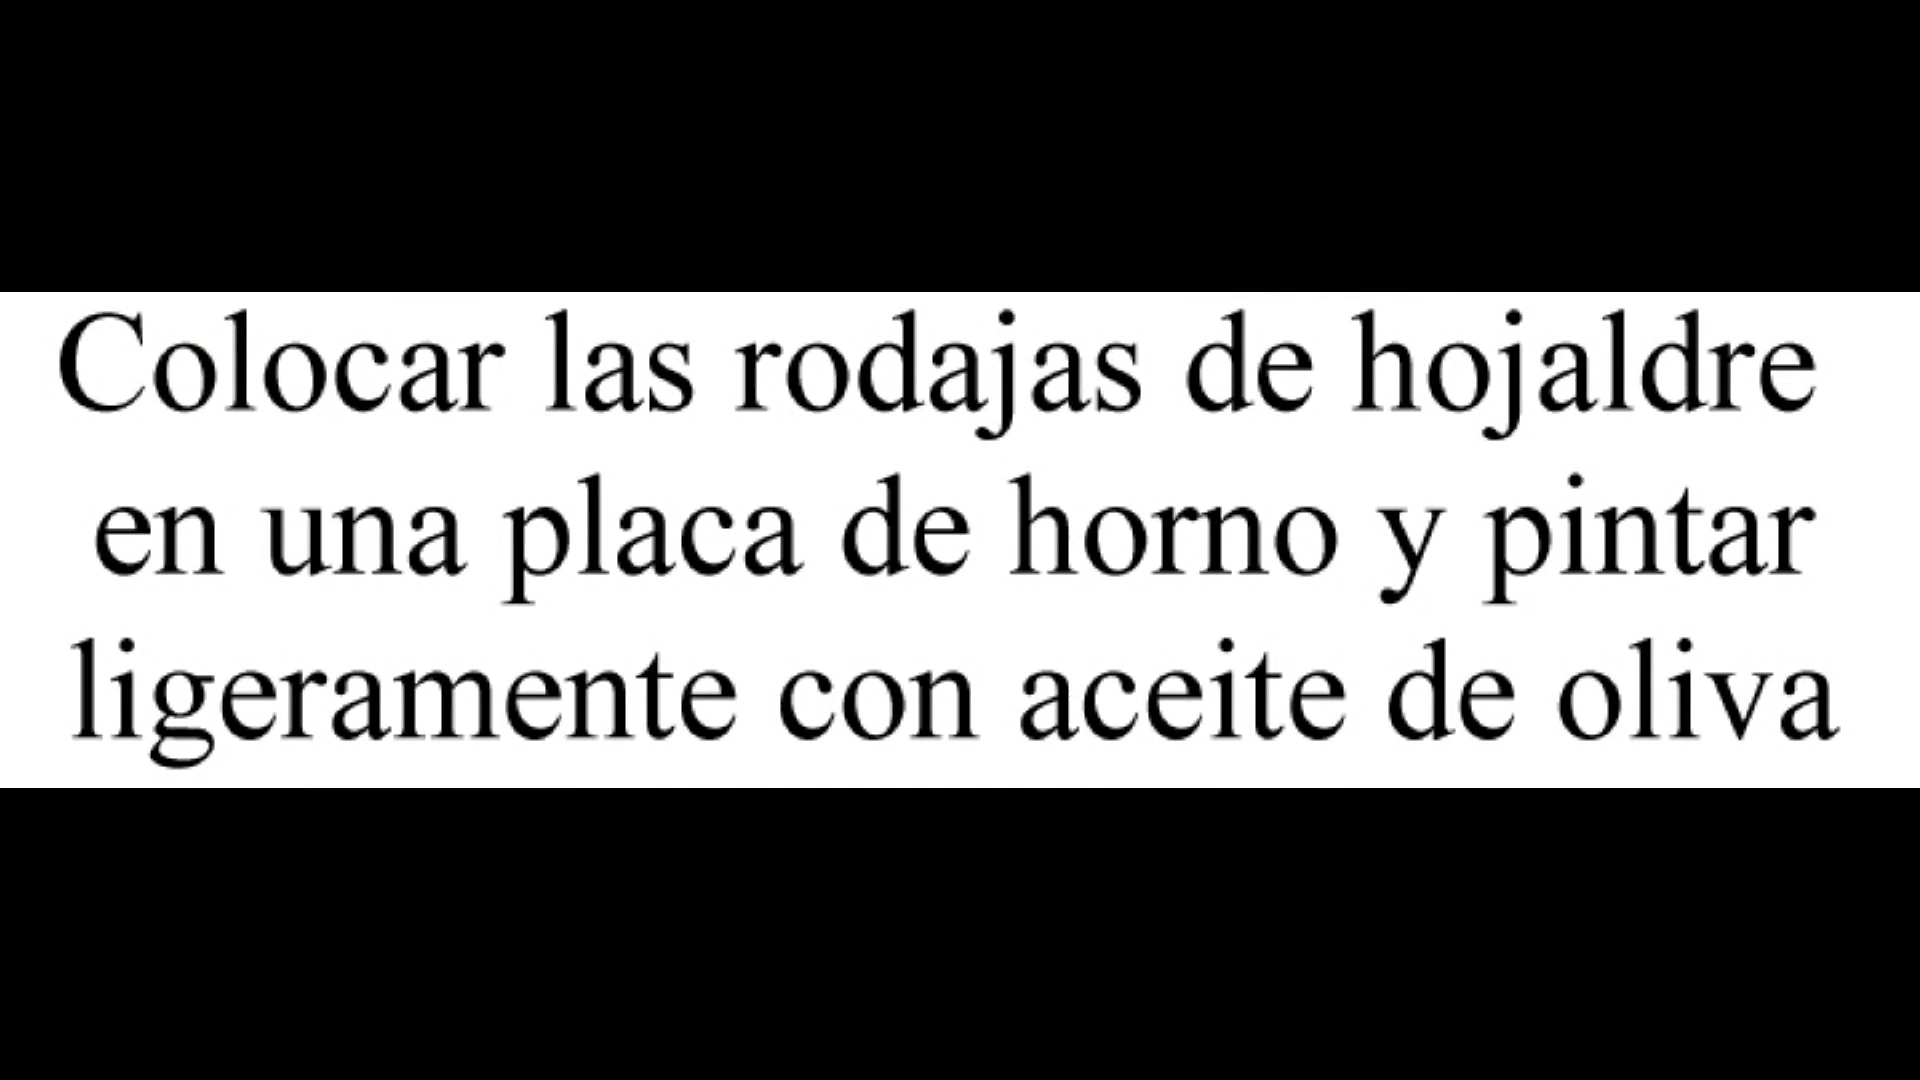 Colocar las rodajas de hojaldre
en una placa de horno y pintar
ligeramente con aceite de oliva